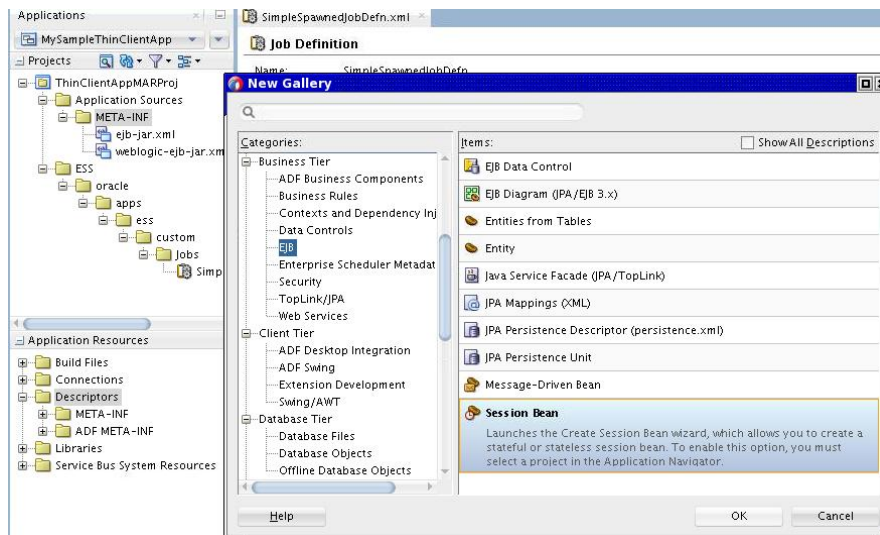 Applications
MySampleThinClientApp
Projects
ThinClientAppMARProj
Application Sources
META-INF
ejb-jar.xml
weblogic-ejb-jar.xm
ESS
oracle
apps
ess
custom
Jobs
Simp
Application Resources
Build Files
Connections
Descriptors
META-INF
ADF META-INF
Libraries
Service Bus System Resources
SimpleSpawnedJobDefn.xml
Job Definition
Name: SimpleSpawnedJobDefn
New Gallery
Categories:
Business Tier
ADF Business Components
Business Rules
Contexts and Dependency Inj
Data Controls
EJB
Enterprise Scheduler Metadat
Security
TopLink/JPA
Web Services
Client Tier
ADF Desktop Integration
ADF Swing
Extension Development
Swing/AWT
Database Tier
Database Files
Database Objects
Offline Database Objects
Items:
Show All Descriptions
EJB Data Control
EJB Diagram (JPA/EJB 3.x)
Entities from Tables
Entity
Java Service Facade (JPA/TopLink)
JPA Mappings (XML)
JPA Persistence Descriptor (persistence.xml)
JPA Persistence Unit
Message-Driven Bean
Session Bean
Launches the Create Session Bean wizard, which allows you to create a
stateful or stateless session bean. To enable this option, you must
select a project in the Application Navigator.
Help
OK
Cancel